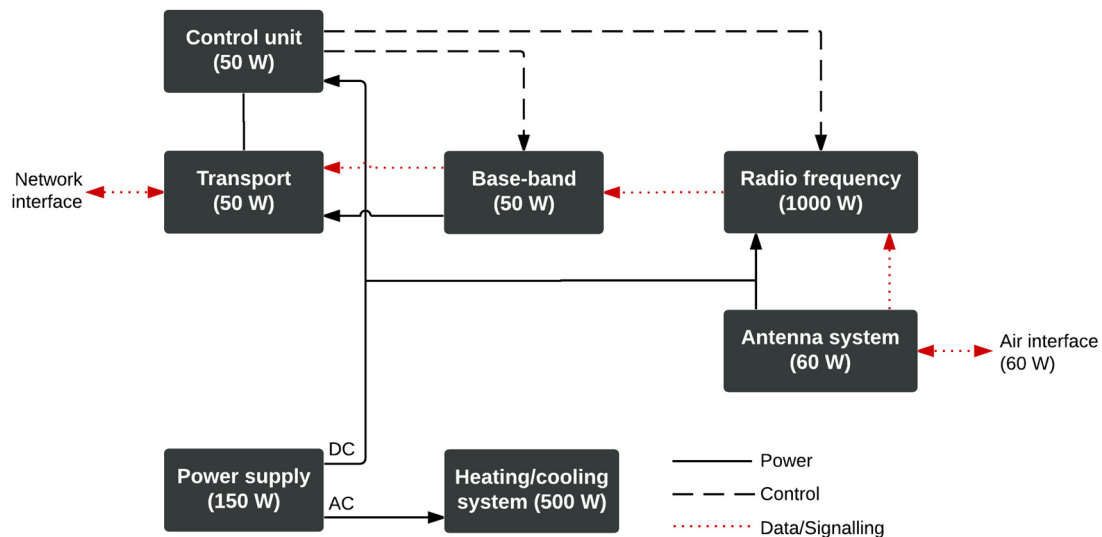 Control unit
(50 W)
Network
interface
Transport
(50 W)
Base-band
(50 W)
Radio frequency
(1000 W)
Antenna system
(60 W)
Air interface
(60 W)
DC
Power supply
(150 W)
AC
Heating/cooling
system (500 W)
Power
Control
Data/Signalling